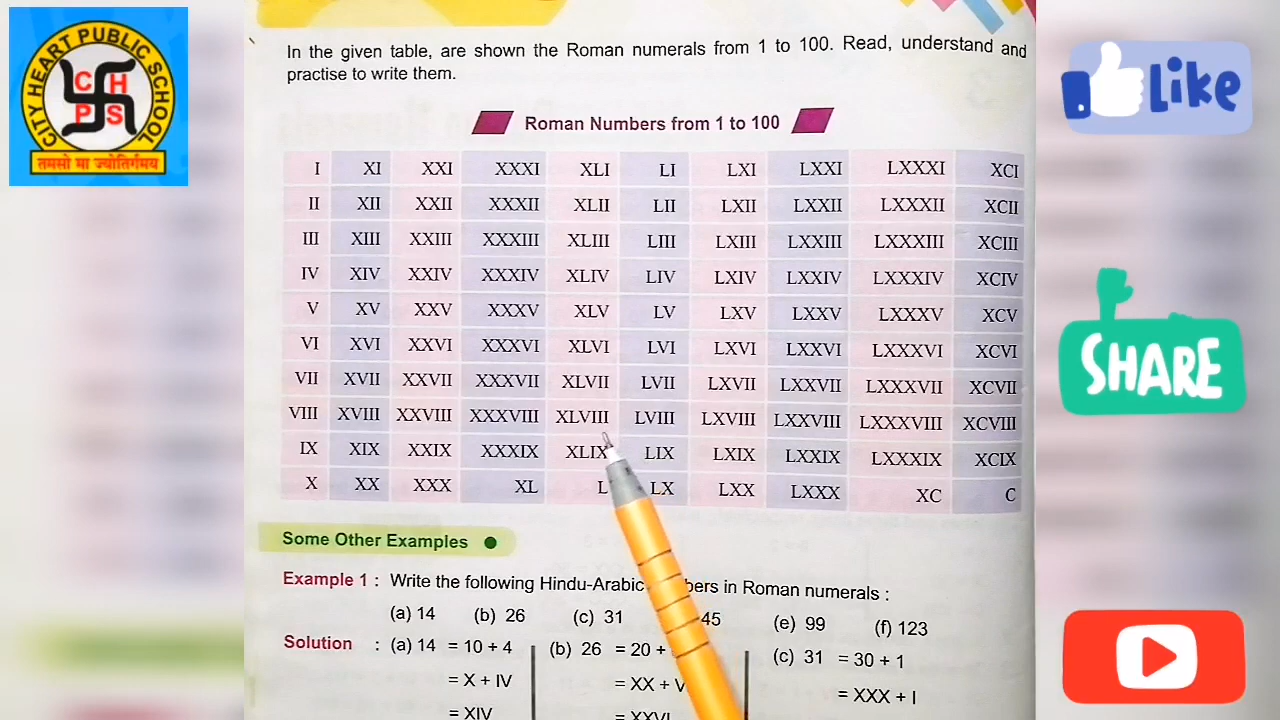 CITY HEART PUBLIC SCHOOL
C H
P S
तमसो मा ज्योतिर्गमय
In the given table, are shown the Roman numerals from 1 to 100. Read, understand and
practise to write them.
Roman Numbers from 1 to 100
I XI XXI XXXI XLI LI LXI LXXI LXXXI XCI
II XII XXII XXXII XLII LII LXII LXXII LXXXII XCII
III XIII XXIII XXXIII XLIII LIII LXIII LXXIII LXXXIII XCIII
IV XIV XXIV XXXIV XLIV LIV LXIV LXXIV LXXXIV XCIV
V XV XXV XXXV XLV LV LXV LXXV LXXXV XCV
VI XVI XXVI XXXVI XLVI LVI LXVI LXXVI LXXXVI XCVI
VII XVII XXVII XXXVII XLVII LVII LXVII LXXVII LXXXVII XCVII
VIII XVIII XXVIII XXXVIII XLVIII LVIII LXVIII LXXVIII LXXXVIII XCVIII
IX XIX XXIX XXXIX XLIX LIX LXIX LXXIX LXXXIX XCIX
X XX XXX XL L LX LXX LXXX XC C
Some Other Examples
Example 1 : Write the following Hindu-Arabic in Roman numerals :
(a) 14 (b) 26 (c) 31 45 (e) 99 (f) 123
Solution : (a) 14 = 10 + 4 (b) 26 = 20 + (c) 31 = 30 + 1
= X + IV = XX + V = XXX + I
= XIV = XXVI
Like
SHARE